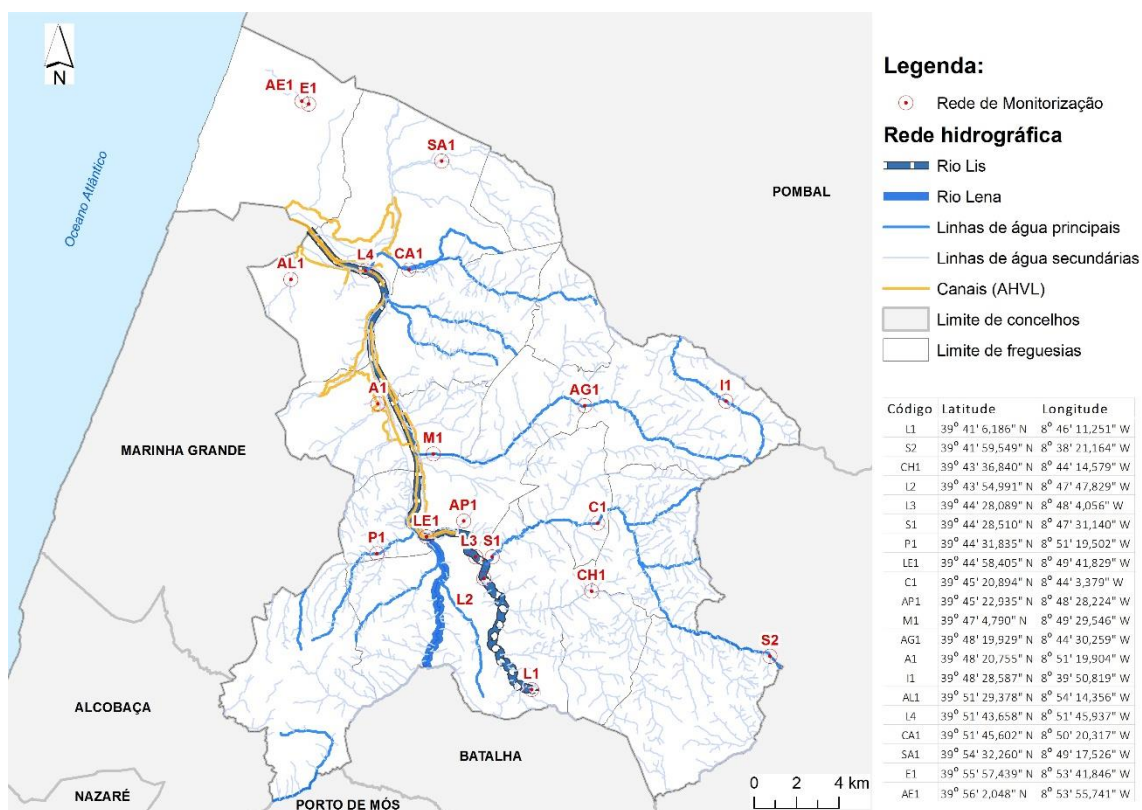 N
Oceano Atlântico
AE1
E1
SA1
POMBAL
AL1
L4
CA1
A1
AG1
I1
M1
MARINHA GRANDE
AP1
LE1
C1
P1
L3
S1
CH1
L2
S2
L1
ALCOBAÇA
BATALHA
NAZARÉ
PORTO DE MÓS
0 2 4 km
Legenda:
Rede de Monitorização
Rede hidrográfica
Rio Lis
Rio Lena
Linhas de água principais
Linhas de água secundárias
Canais (AHVL)
Limite de concelhos
Limite de freguesias
Código Latitude Longitude
L1 39° 41' 6,186" N 8° 46' 11,251" W
S2 39° 41' 59,549" N 8° 38' 21,164" W
CH1 39° 43' 36,840" N 8° 44' 14,579" W
L2 39° 43' 54,991" N 8° 47' 47,829" W
L3 39° 44' 28,089" N 8° 48' 4,056" W
S1 39° 44' 28,510" N 8° 47' 31,140" W
P1 39° 44' 31,835" N 8° 51' 19,502" W
LE1 39° 44' 58,405" N 8° 49' 41,829" W
C1 39° 45' 20,894" N 8° 44' 3,379" W
AP1 39° 45' 22,935" N 8° 48' 28,224" W
M1 39° 47' 4,790" N 8° 49' 29,546" W
AG1 39° 48' 19,929" N 8° 44' 30,259" W
A1 39° 48' 20,755" N 8° 51' 19,904" W
I1 39° 48' 28,587" N 8° 39' 50,819" W
AL1 39° 51' 29,378" N 8° 54' 14,356" W
L4 39° 51' 43,658" N 8° 51' 45,937" W
CA1 39° 51' 45,602" N 8° 50' 20,317" W
SA1 39° 54' 32,260" N 8° 49' 17,526" W
E1 39° 55' 57,439" N 8° 53' 41,846" W
AE1 39° 56' 2,048" N 8° 53' 55,741" W